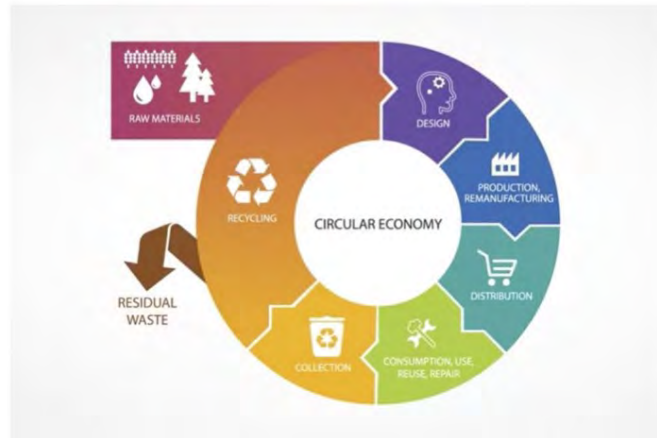 RAW MATERIALS
DESIGN
PRODUCTION,
REMANUFACTURING
RECYCLING
CIRCULAR ECONOMY
DISTRIBUTION
RESIDUAL
WASTE
COLLECTION
CONSUMPTION, USE,
REUSE, REPAIR